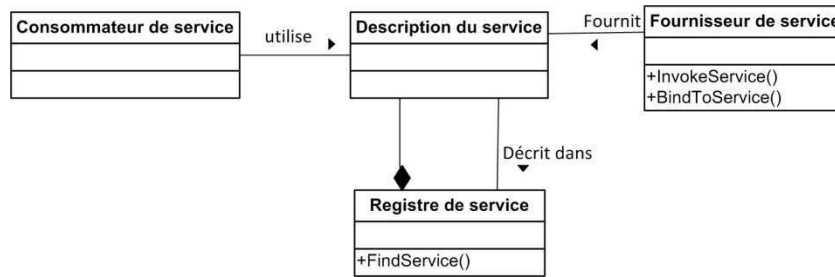 Consommateur de service
utilise
Description du service
Fournit
Fournisseur de service
+InvokeService()
+BindToService()
Décrit dans
Registre de service
+FindService()